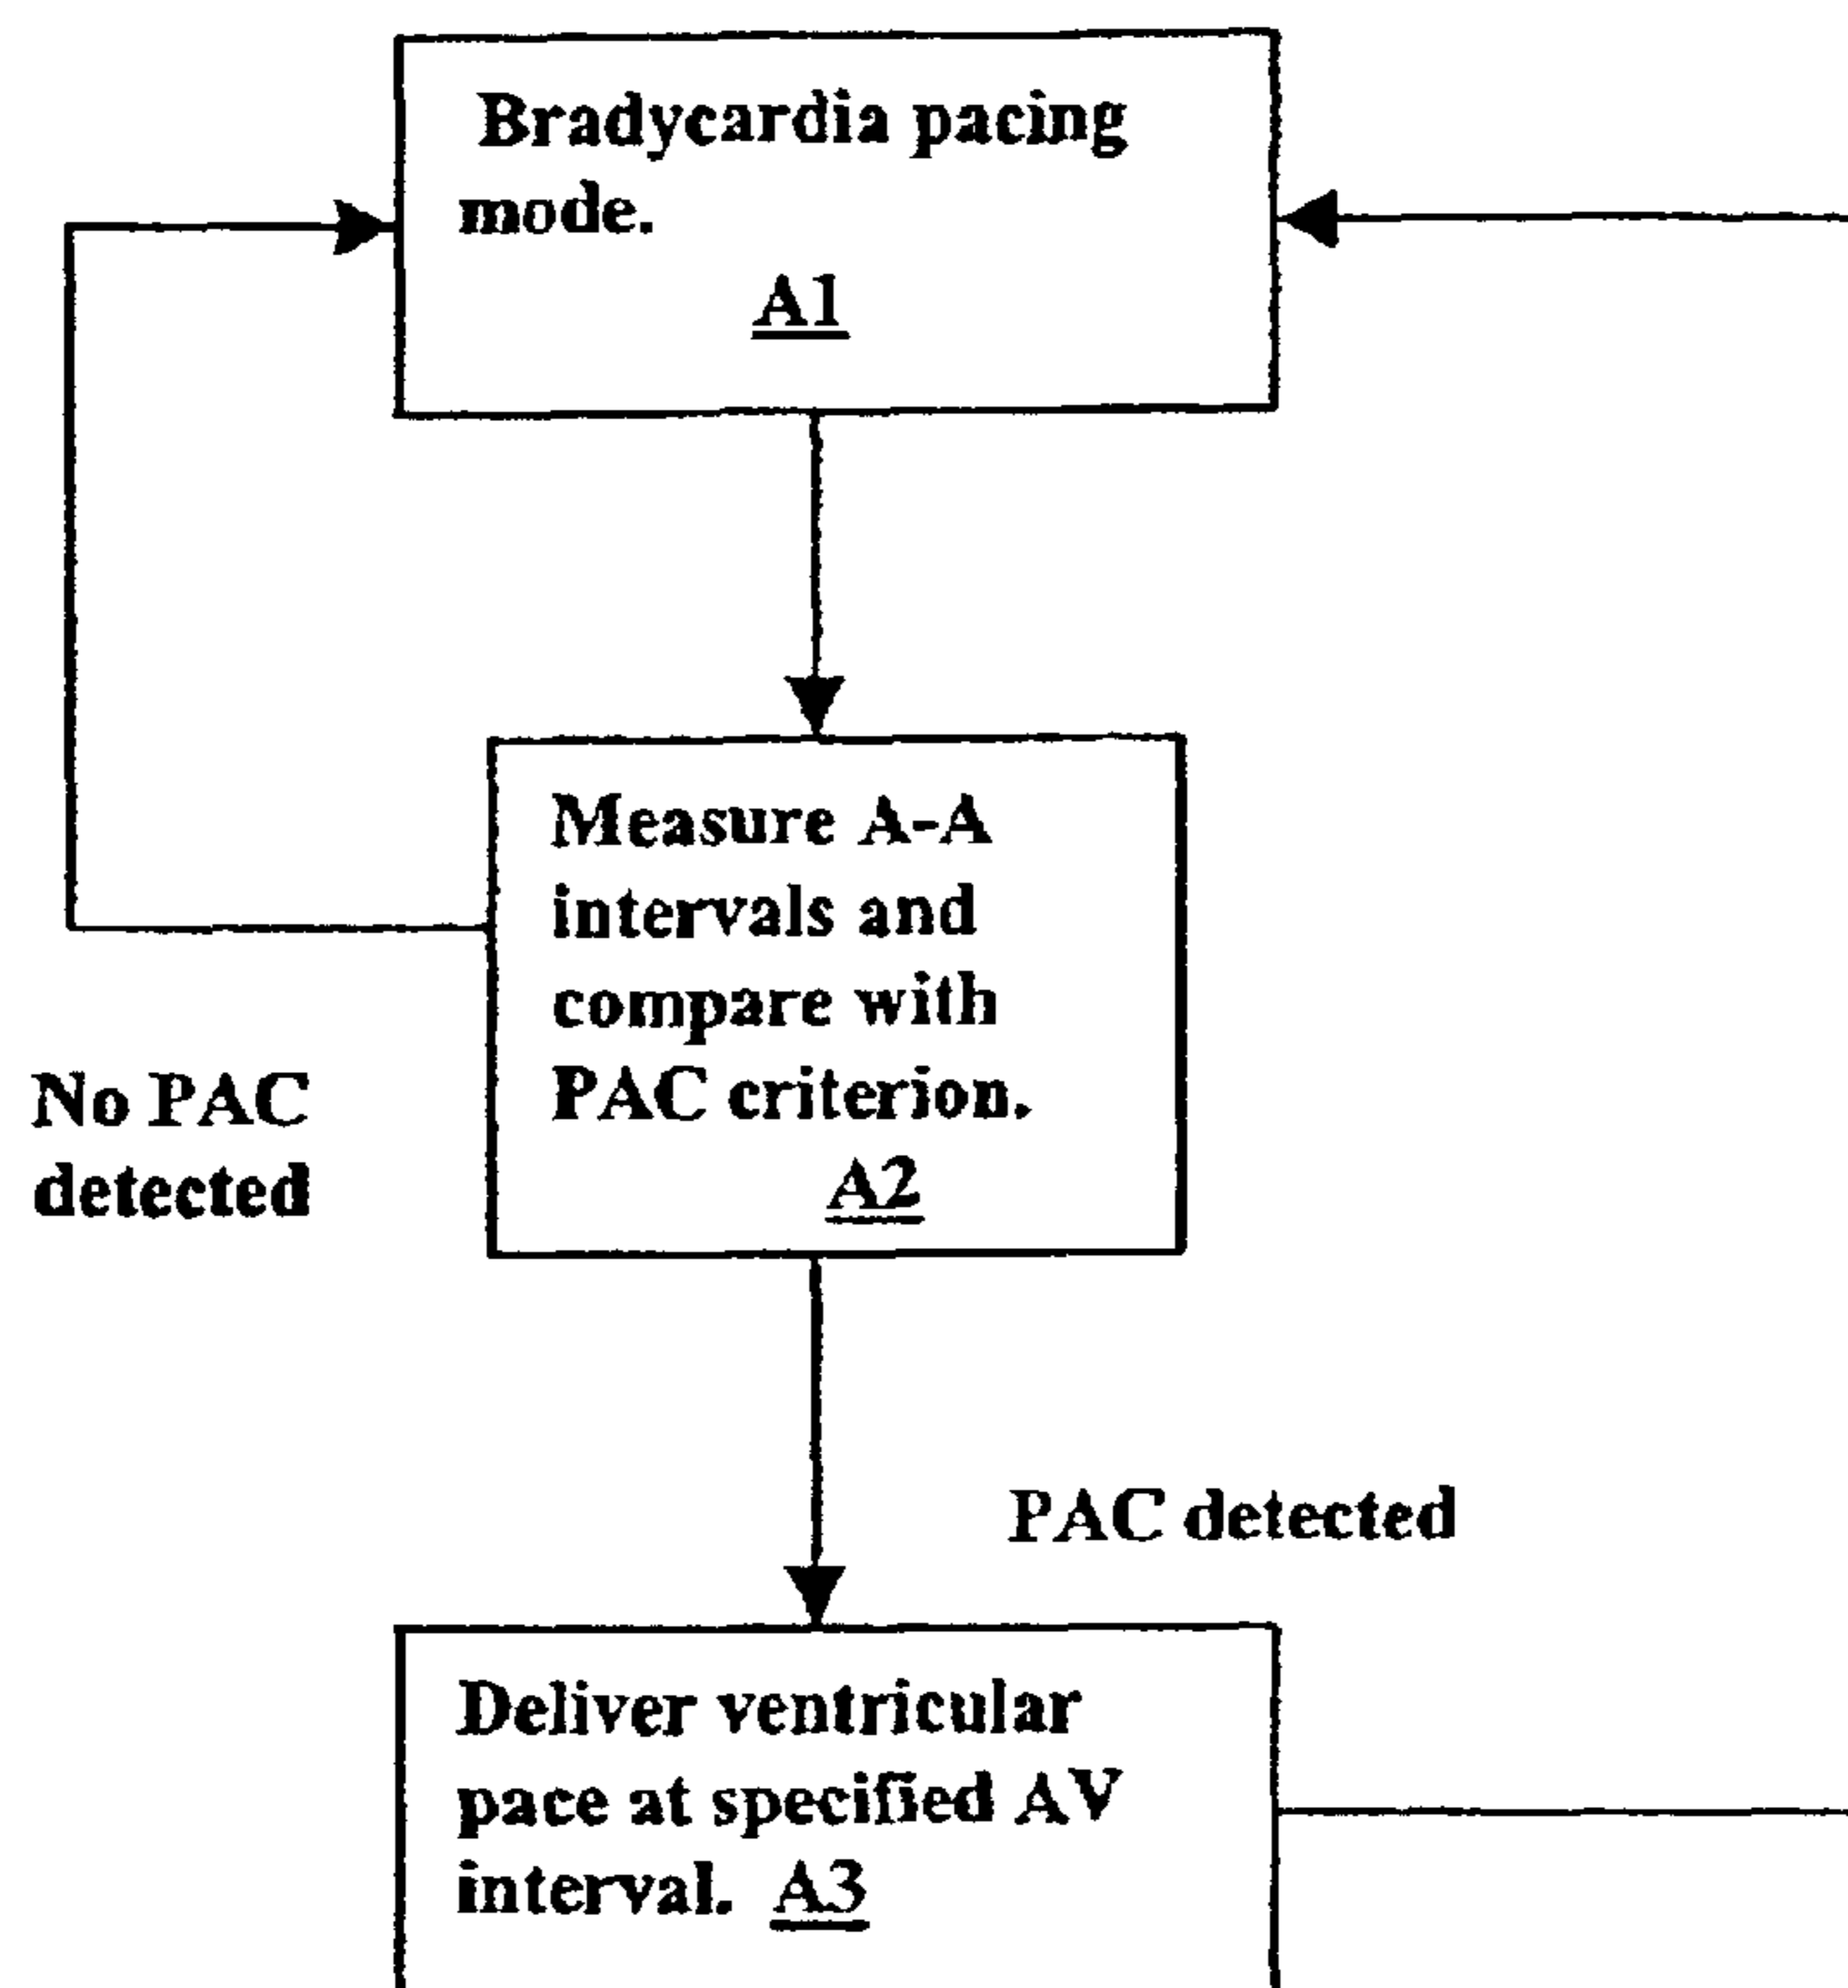 Bradycardia pacing
mode.
A1
Measure A-A
intervals and
compare with
PAC criterion.
A2
No PAC
detected
PAC detected
Deliver ventricular
pace at specified AV
interval. A3